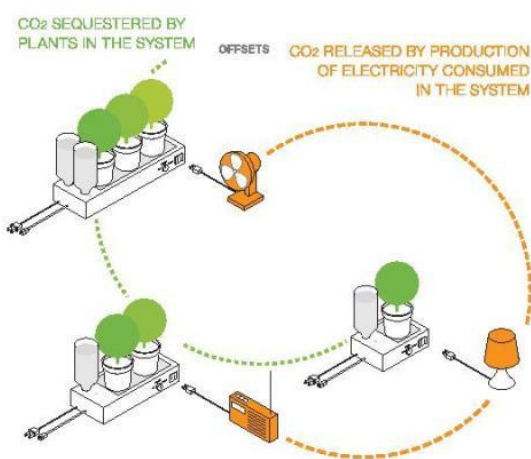 CO2 SEQUESTERED BY
PLANTS IN THE SYSTEM
OFFSETS
CO2 RELEASED BY PRODUCTION
OF ELECTRICITY CONSUMED
IN THE SYSTEM